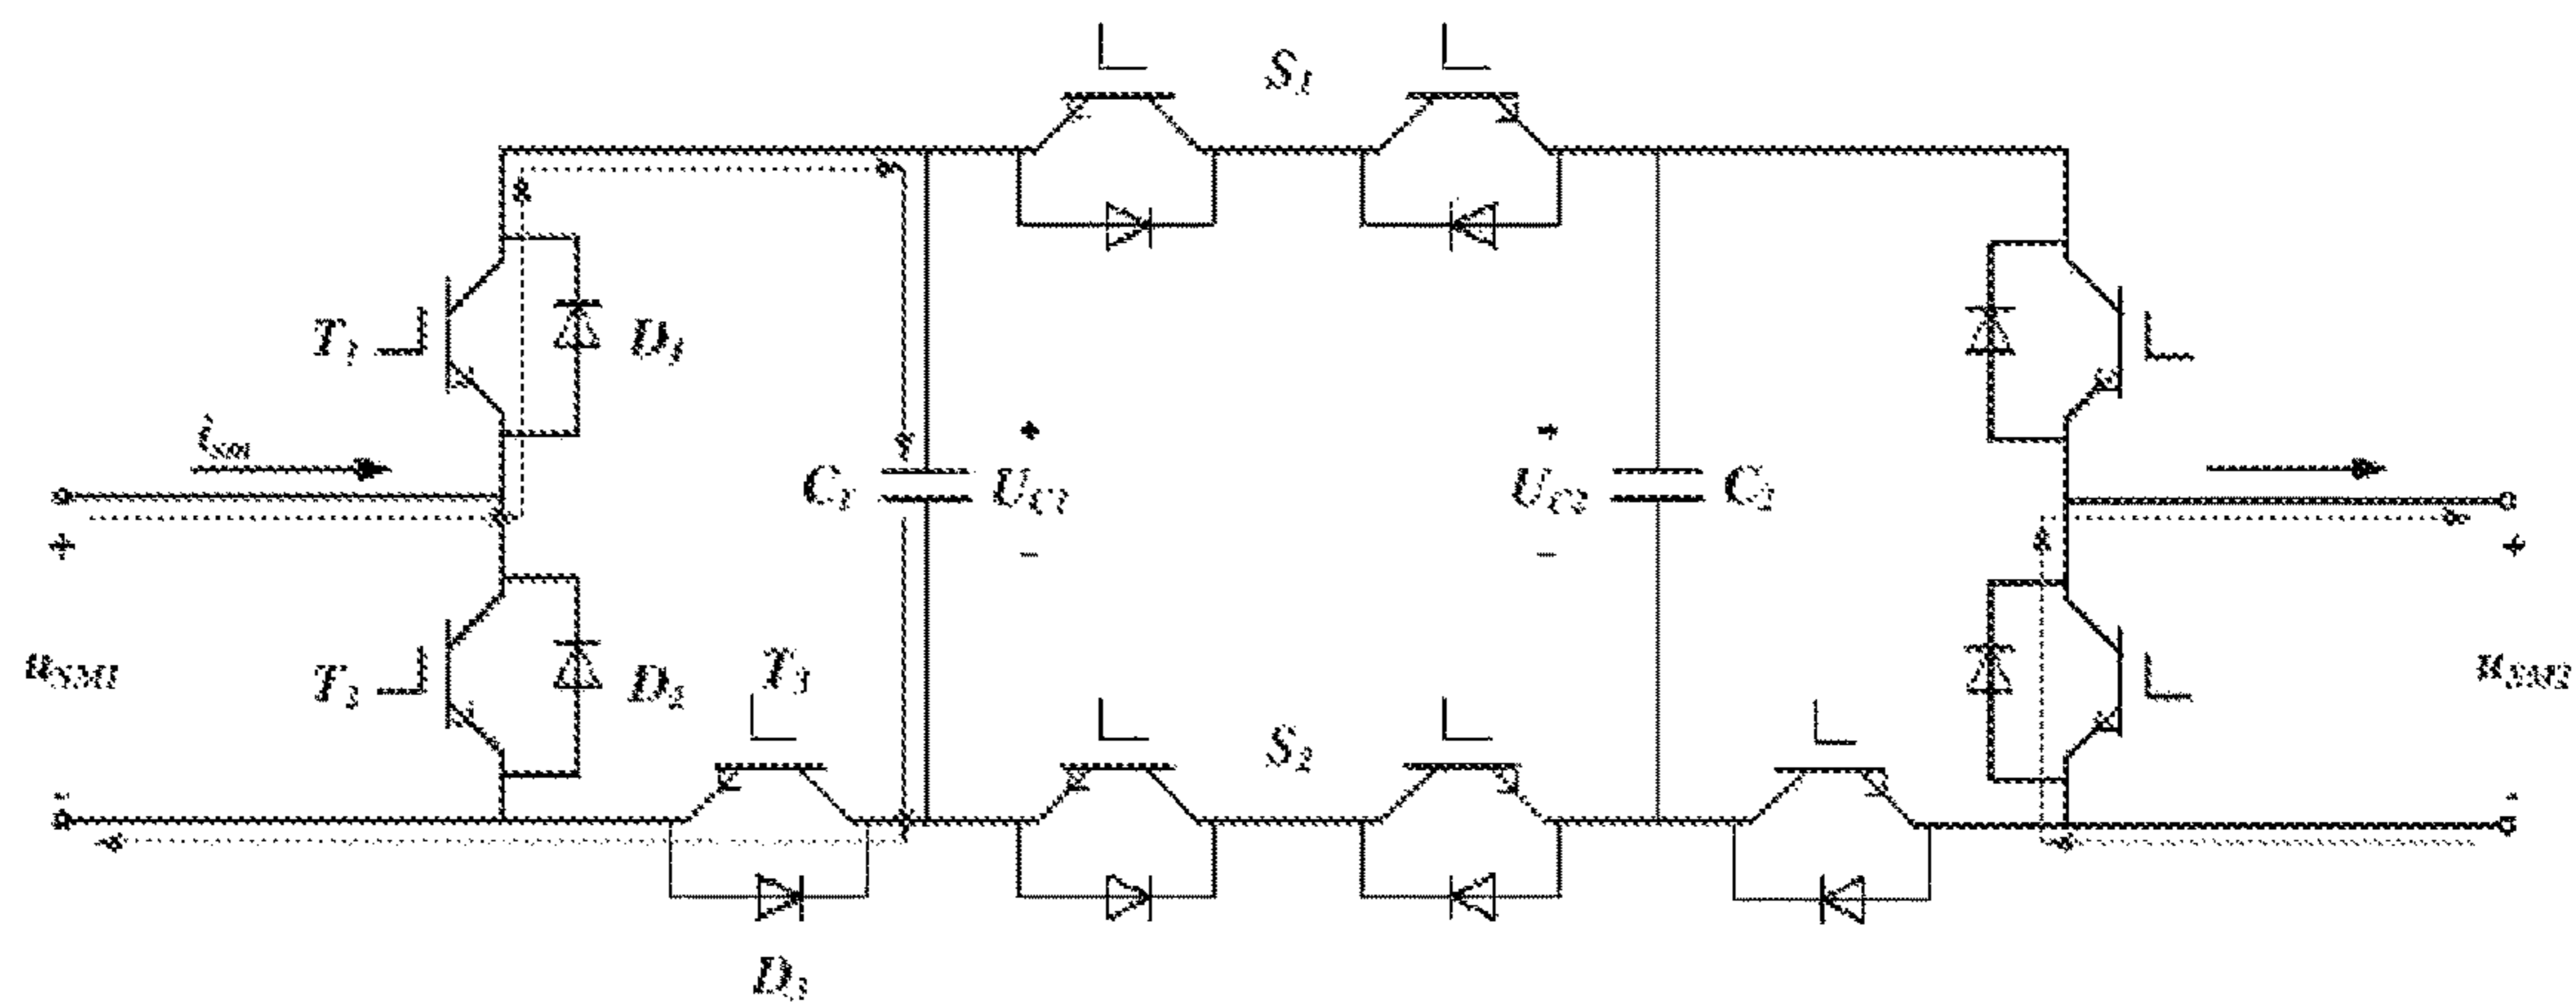 S1
T1
D1
ism
+
-
C1
UC1
+
-
UC2
C2
+
uSM1
T2
D2
T3
S2
uSM2
+
-
-
D3